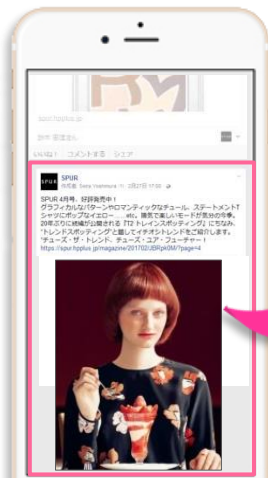 spur.hpplus.jp
いいね！ コメントする シェア
SPUR
SPUR
SPUR 4月号、好評発売中！
グラフィカルなパターンやロマンティックなチュール、ステートメントT
シャツにポップなイエロー……etc。陽気で楽しいモードが気分の今季。
20年ぶりに続編が公開される『T2 トレインスポッティング』にちなみ、
"トレンドスポッティング"と題しイチオシトレンドをご紹介します。
"チューズ・ザ・トレンド、チューズ・ユア・フューチャー！
https://spur.hpplus.jp/magazine/201702/JBRpk0M/?page=4